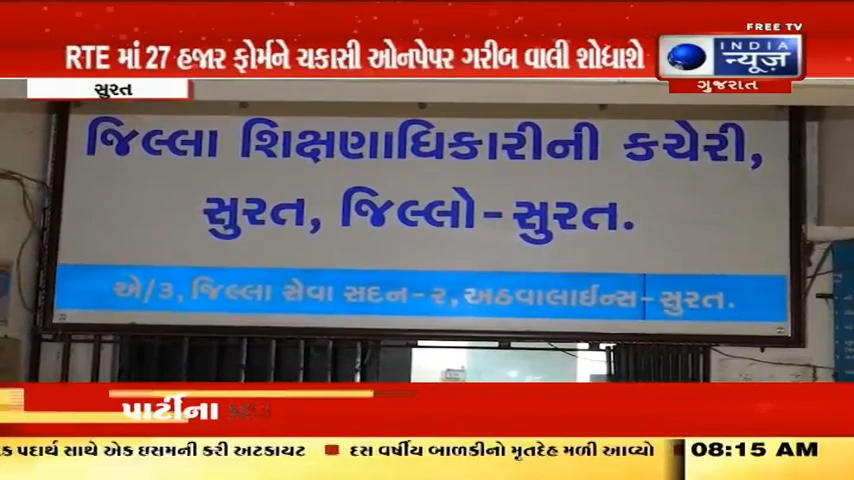 FREE TV
RTE માં 27 હજાર ફોર્મને ચકાસી ઓનપેપર ગરીબ વાલી શોધાશે
INDIA
न्यूज़
ગુજરાત
સુરત
જિલ્લા શિક્ષણાધિકારીની કચેરી,
સુરત, જિલ્લો-સુરત.
એ/૩, જિલ્લા સેવા સદન-૨, અઠવાલાઈન્સ-સુરત.
પાર્ટીના
પદાર્થ સાથે એક ઇસમની કરી અટકાયત ■ દસ વર્ષીય બાળકીનો મૃતદેહ મળી આવ્યો
08:15 AM